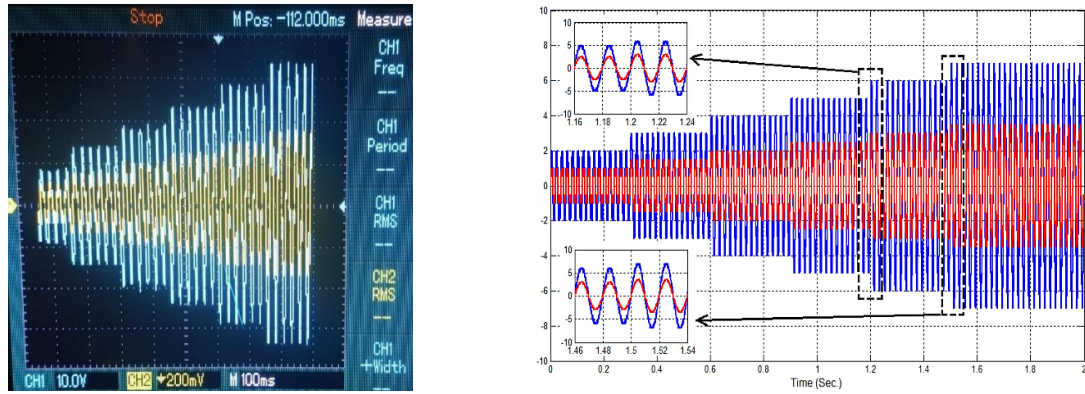 Stop
M Pos: -112.000ms
Measure
CH1
Freq
--
CH1
Period
--
CH1
RMS
--
CH2
RMS
--
CH1
+Width
--
CH1 10.0V
CH2 200mV
M 100ms
10
8
6
4
2
0
-2
-4
-6
-8
-10
0 0.2 0.4 0.6 0.8 1 1.2 1.4 1.6 1.8 2
Time (Sec.)
10
5
0
-5
-10
1.16 1.18 1.2 1.22 1.24
10
5
0
-5
-10
1.46 1.48 1.5 1.52 1.54